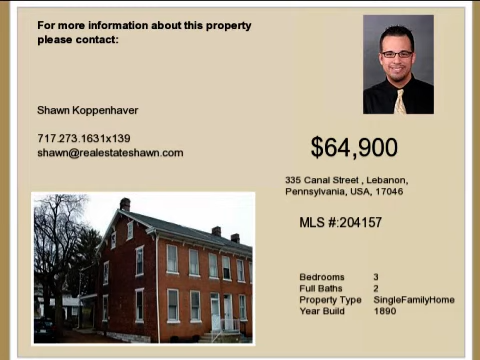 For more information about this property
please contact:
Shawn Koppenhaver
717.273.1631x139
shawn@realestateshawn.com
$64,900
335 Canal Street , Lebanon,
Pennsylvania, USA, 17046
MLS #:204157
Bedrooms 3
Full Baths 2
Property Type SingleFamilyHome
Year Build 1890